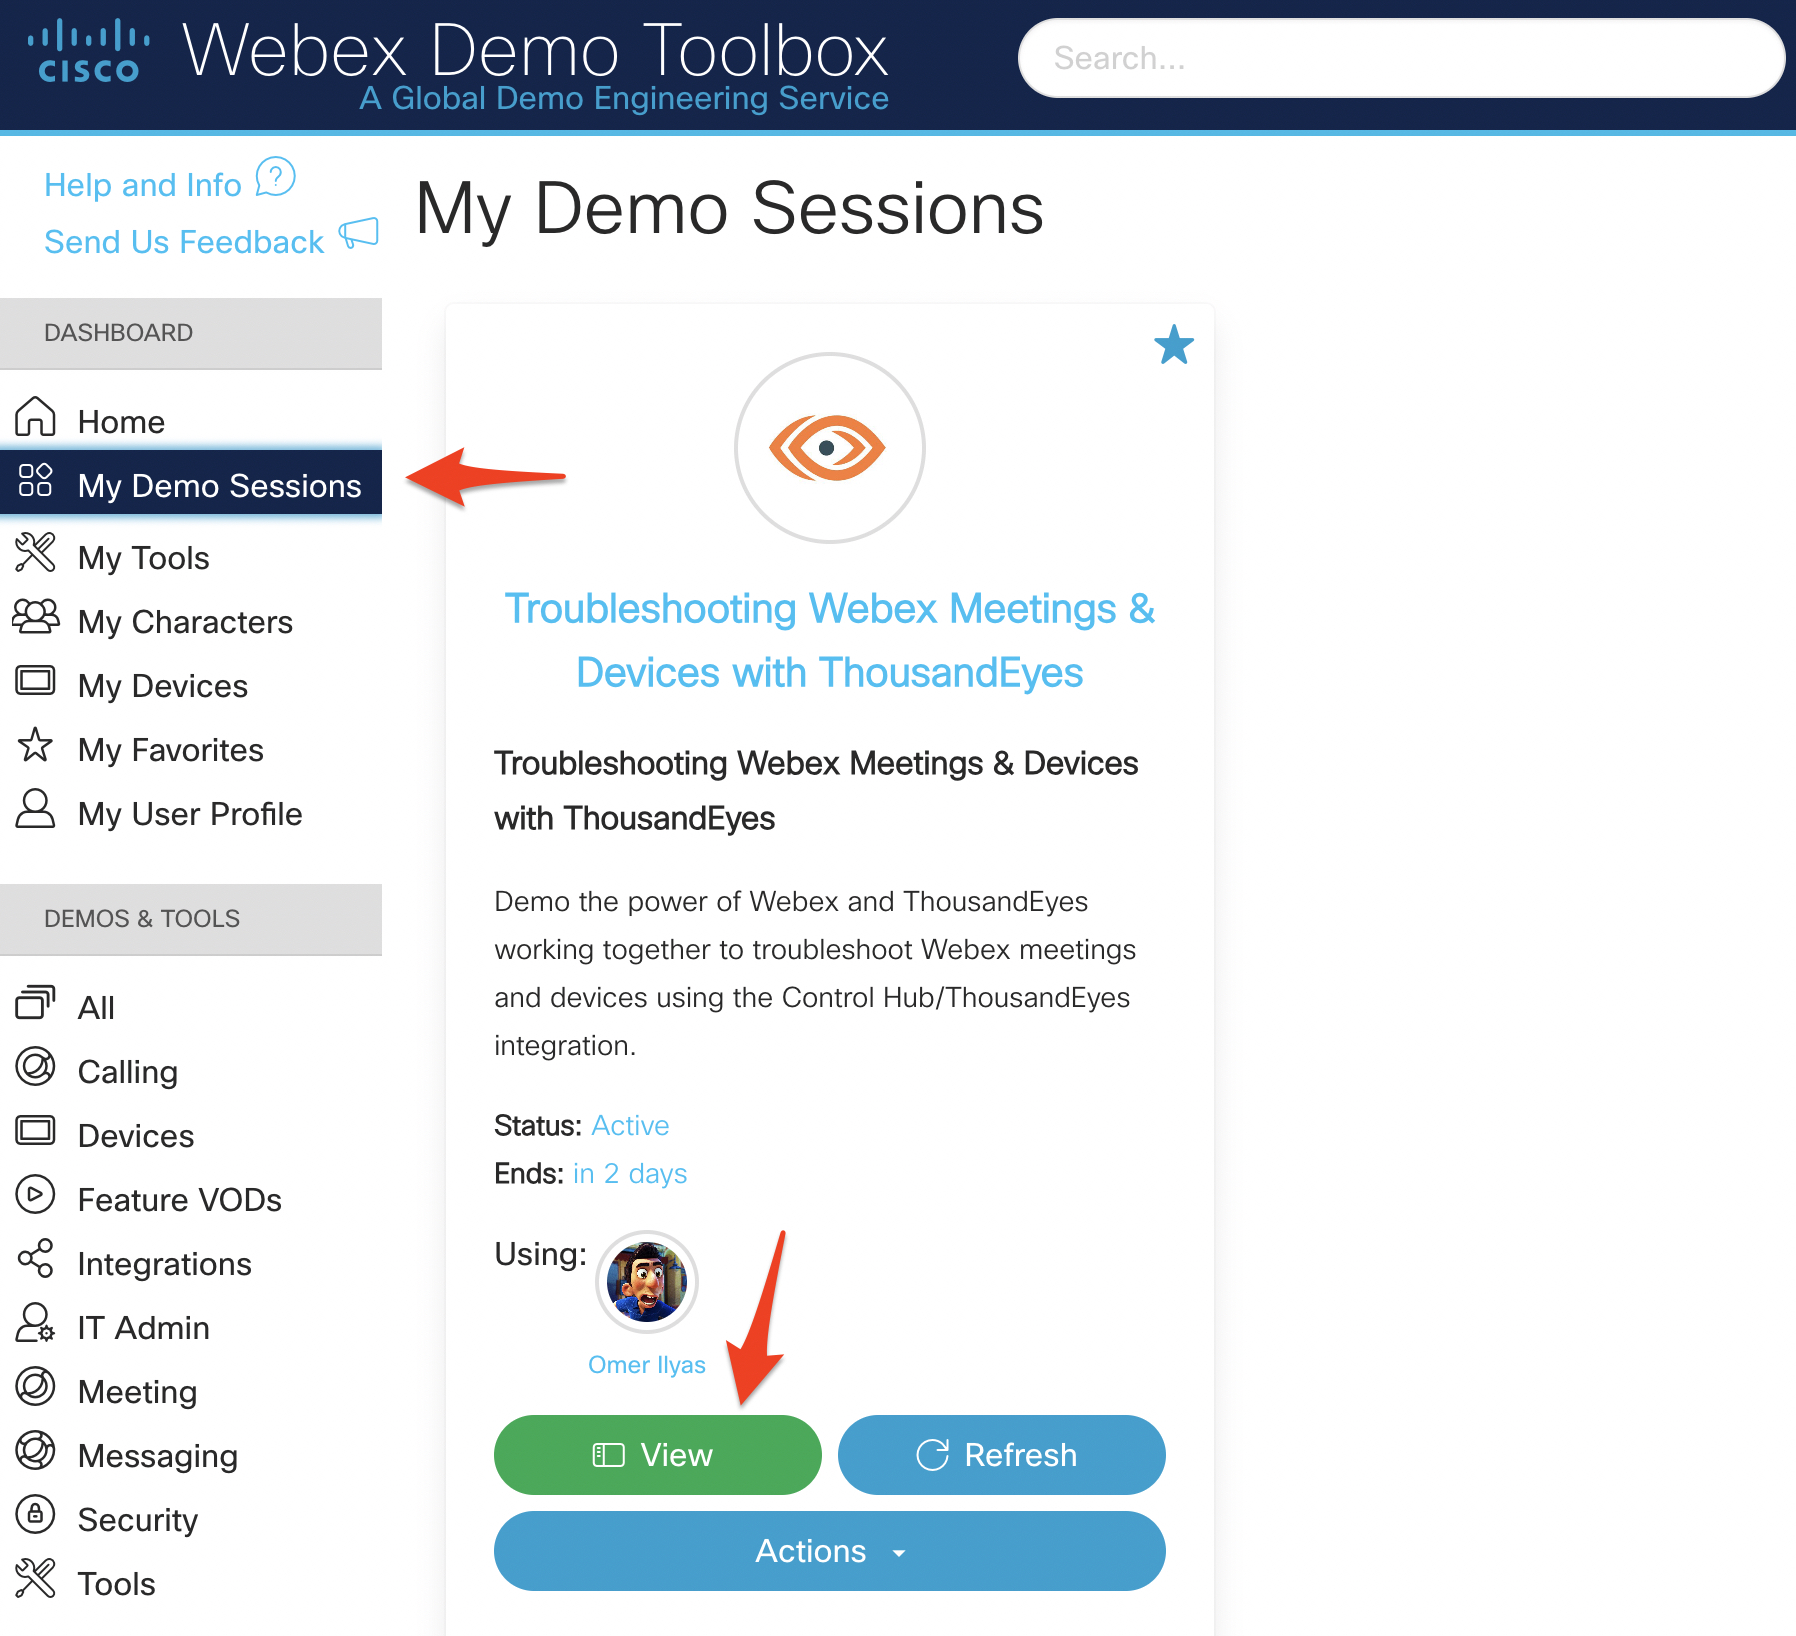 CISCO
Webex Demo Toolbox
A Global Demo Engineering Service
Search...
Help and Info
Send Us Feedback
DASHBOARD
Home
My Demo Sessions
My Tools
My Characters
My Devices
My Favorites
My User Profile
DEMOS & TOOLS
All
Calling
Devices
Feature VODs
Integrations
IT Admin
Meeting
Messaging
Security
Tools
My Demo Sessions
Troubleshooting Webex Meetings &
Devices with ThousandEyes
Troubleshooting Webex Meetings & Devices
with ThousandEyes
Demo the power of Webex and ThousandEyes
working together to troubleshoot Webex meetings
and devices using the Control Hub/ThousandEyes
integration.
Status: Active
Ends: in 2 days
Using:
Omer Ilyas
View
Refresh
Actions